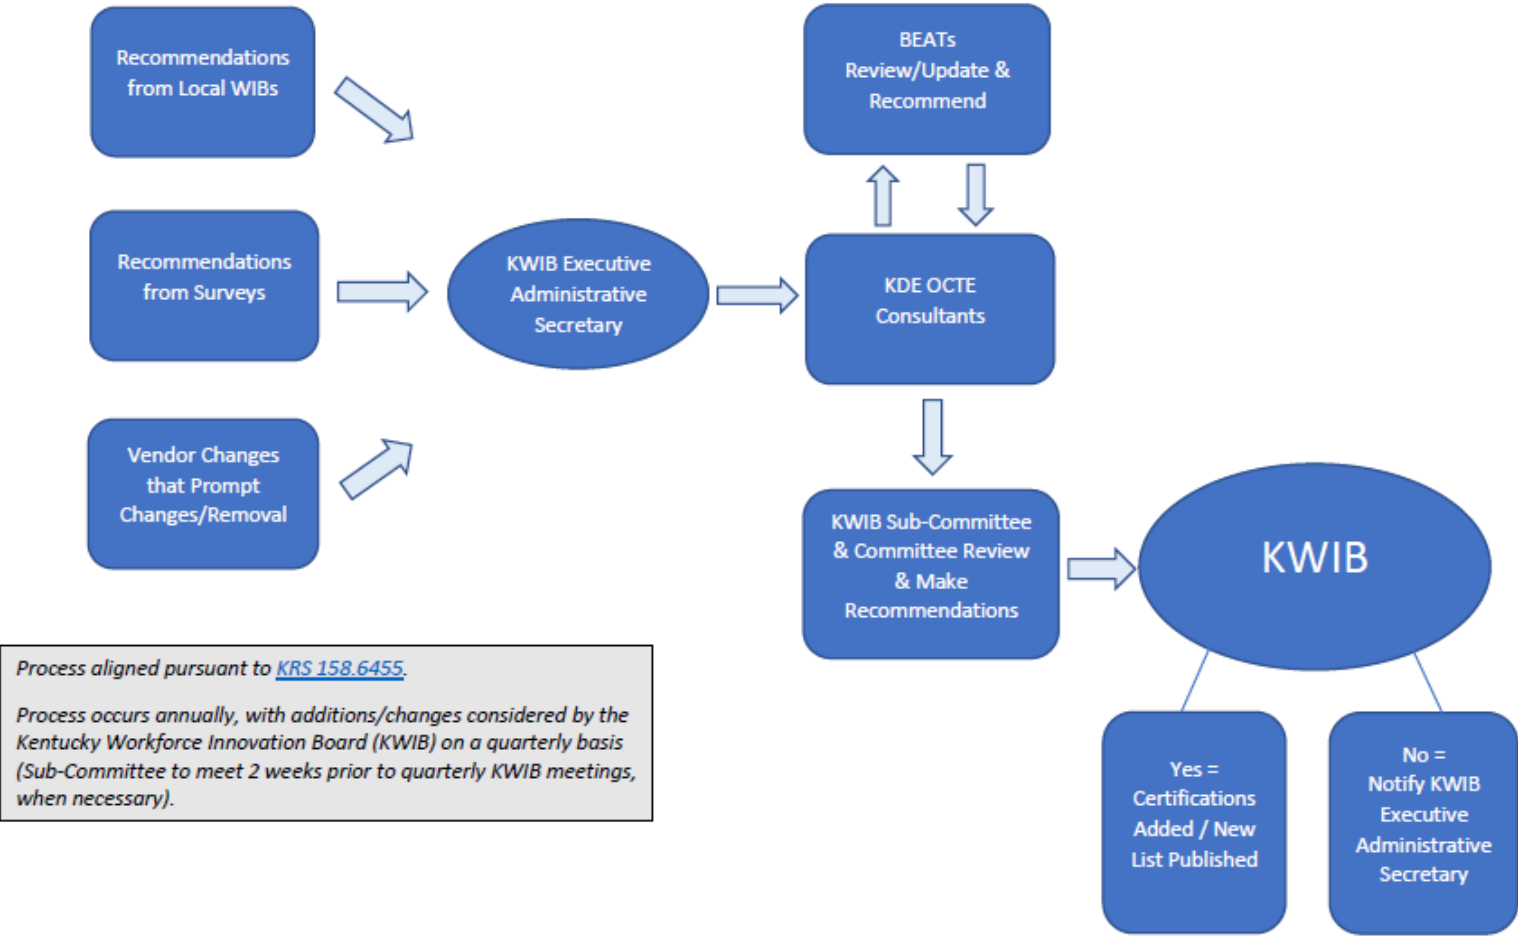 Recommendations
from Local WIBs
BEATs
Review/Update &
Recommend
Recommendations
from Surveys
KWIB Executive
Administrative
Secretary
KDE OCTE
Consultants
Vendor Changes
that Prompt
Changes/Removal
KWIB Sub-Committee
& Committee Review
& Make
Recommendations
KWIB
Process aligned pursuant to KRS 158.6455.
Process occurs annually, with additions/changes considered by the
Kentucky Workforce Innovation Board (KWIB) on a quarterly basis
(Sub-Committee to meet 2 weeks prior to quarterly KWIB meetings,
when necessary).
Yes =
Certifications
Added / New
List Published
No =
Notify KWIB
Executive
Administrative
Secretary